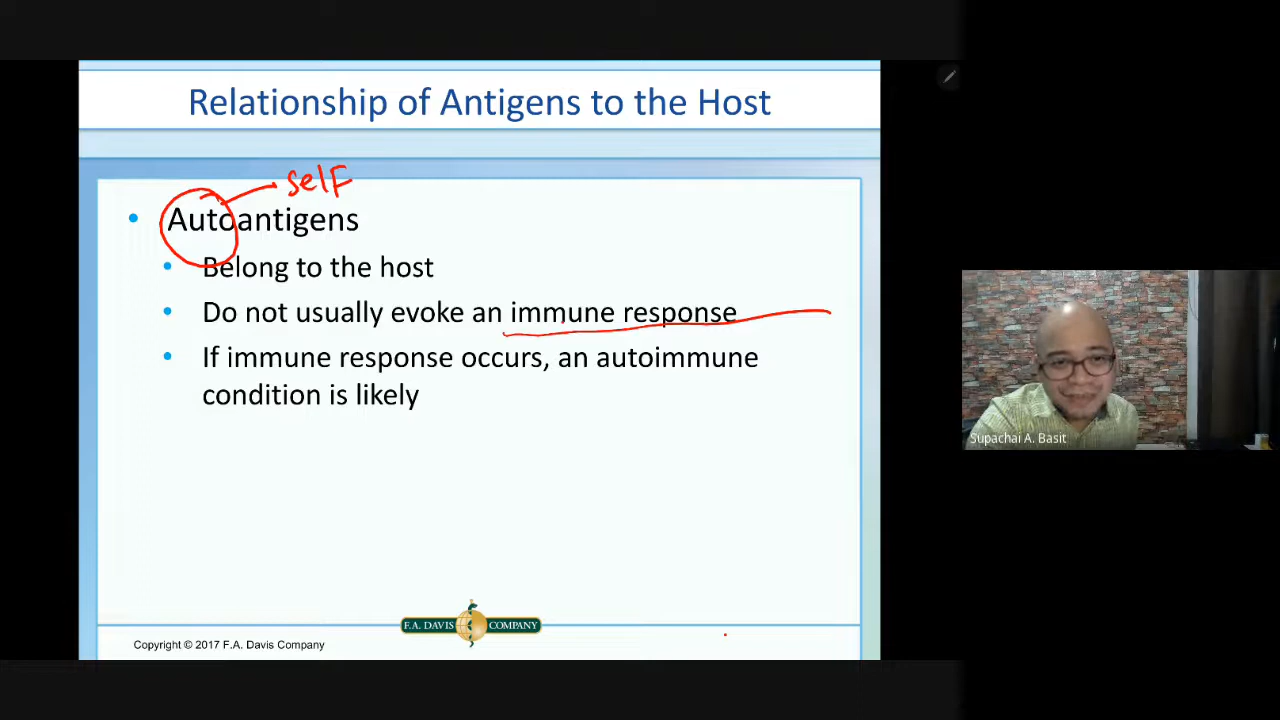 Relationship of Antigens to the Host
self
• Autoantigens
• Belong to the host
• Do not usually evoke an immune response
• If immune response occurs, an autoimmune
condition is likely
Supachai A. Basit
F.A. DAVIS COMPANY
Copyright © 2017 F.A. Davis Company